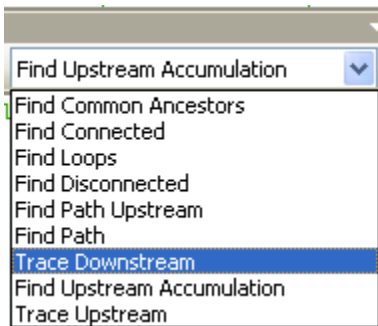 Find Upstream Accumulation
Find Common Ancestors
Find Connected
Find Loops
Find Disconnected
Find Path Upstream
Find Path
Trace Downstream
Find Upstream Accumulation
Trace Upstream